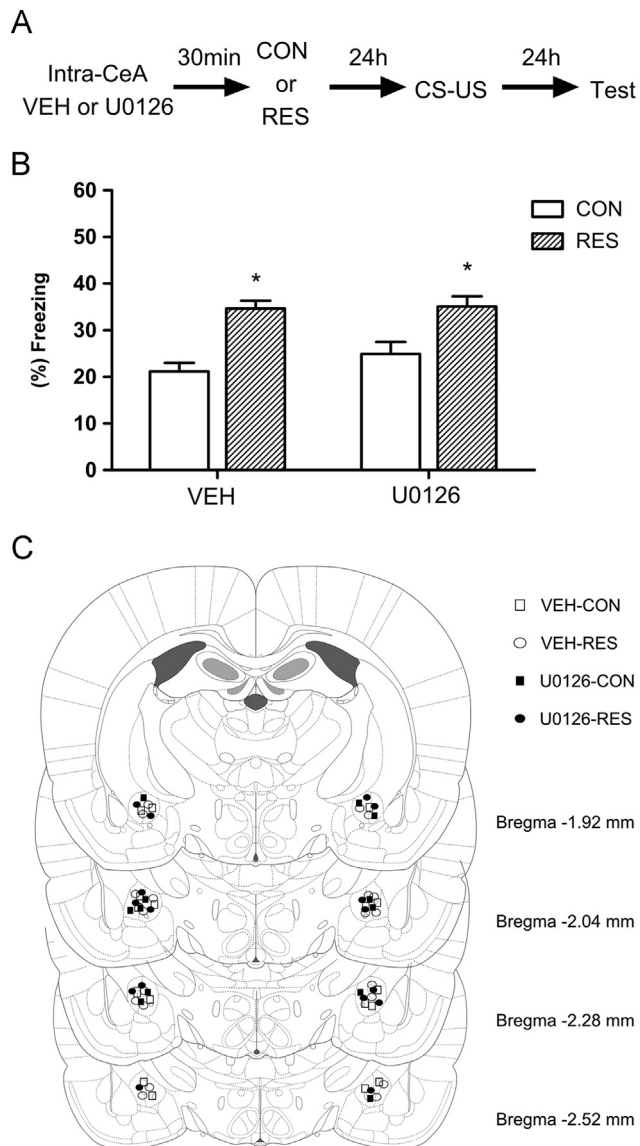 A
Intra-CeA
VEH or U0126
30min
CON
or
RES
24h
CS-US
24h
Test
B
(%) Freezing
60
50
40
30
20
10
0
*
*
VEH
U0126
CON
RES
C
VEH-CON
VEH-RES
U0126-CON
U0126-RES
Bregma -1.92 mm
Bregma -2.04 mm
Bregma -2.28 mm
Bregma -2.52 mm